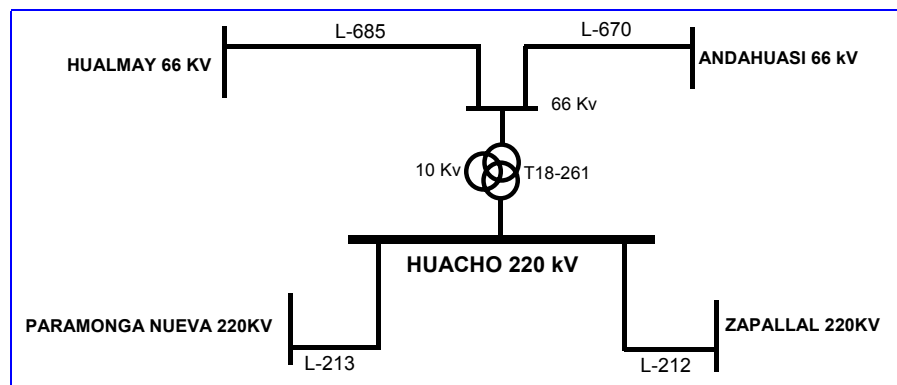 L-685
L-670
HUALMAY 66 KV
ANDAHUASI 66 kV
66 Kv
10 Kv
T18-261
HUACHO 220 kV
PARAMONGA NUEVA 220KV
ZAPALLAL 220KV
L-213
L-212